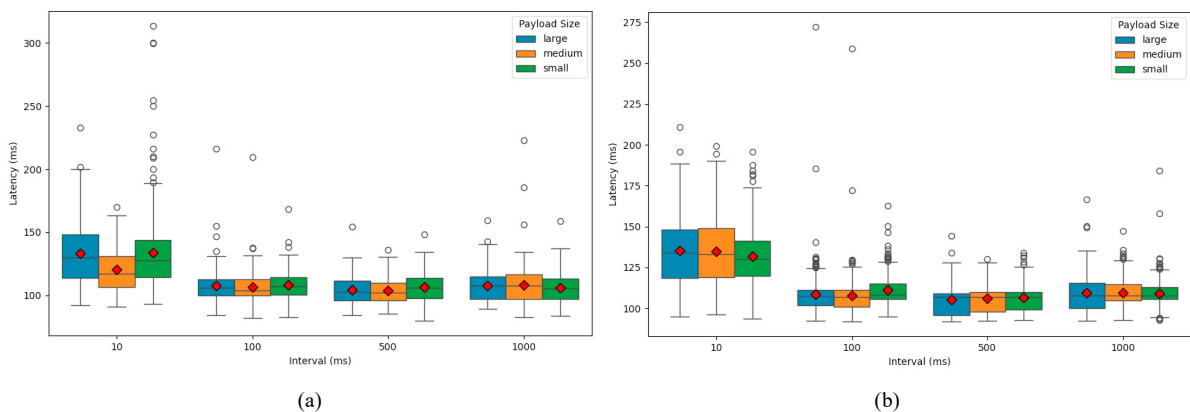 Payload Size
large
medium
small
300
250
200
150
100
Latency (ms)
10
100
500
1000
Interval (ms)
(a)
Payload Size
large
medium
small
275
250
225
200
175
150
125
100
Latency (ms)
10
100
500
1000
Interval (ms)
(b)